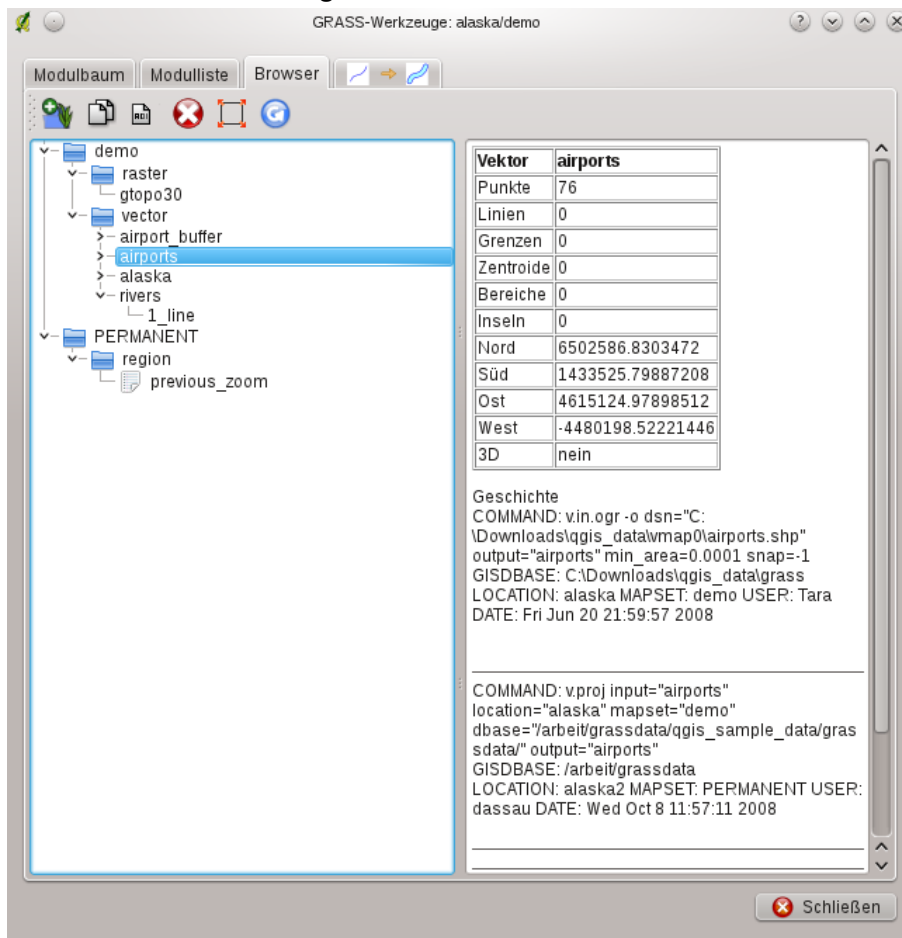 GRASS-Werkzeuge: alaska/demo
Modulbaum Modulliste Browser
demo
raster
gtopo30
vector
airport_buffer
airports
alaska
rivers
1_line
PERMANENT
region
previous_zoom
Vektor airports
Punkte 76
Linien 0
Grenzen 0
Zentroide 0
Bereiche 0
Inseln 0
Nord 6502586.8303472
Süd 1433525.79887208
Ost 4615124.97898512
West -4480198.52221446
3D nein
Geschichte
COMMAND: v.in.ogr -o dsn="C:
\Downloads\qgis_data\vmap0\airports.shp"
output="airports" min_area=0.0001 snap=-1
GISDBASE: C:\Downloads\qgis_data\grass
LOCATION: alaska MAPSET: demo USER: Tara
DATE: Fri Jun 20 21:59:57 2008
COMMAND: v.proj input="airports"
location="alaska" mapset="demo"
dbase="/arbeit/grassdata/qgis_sample_data/gras
sdata/" output="airports"
GISDBASE: /arbeit/grassdata
LOCATION: alaska2 MAPSET: PERMANENT USER:
dassau DATE: Wed Oct 8 11:57:11 2008
Schließen